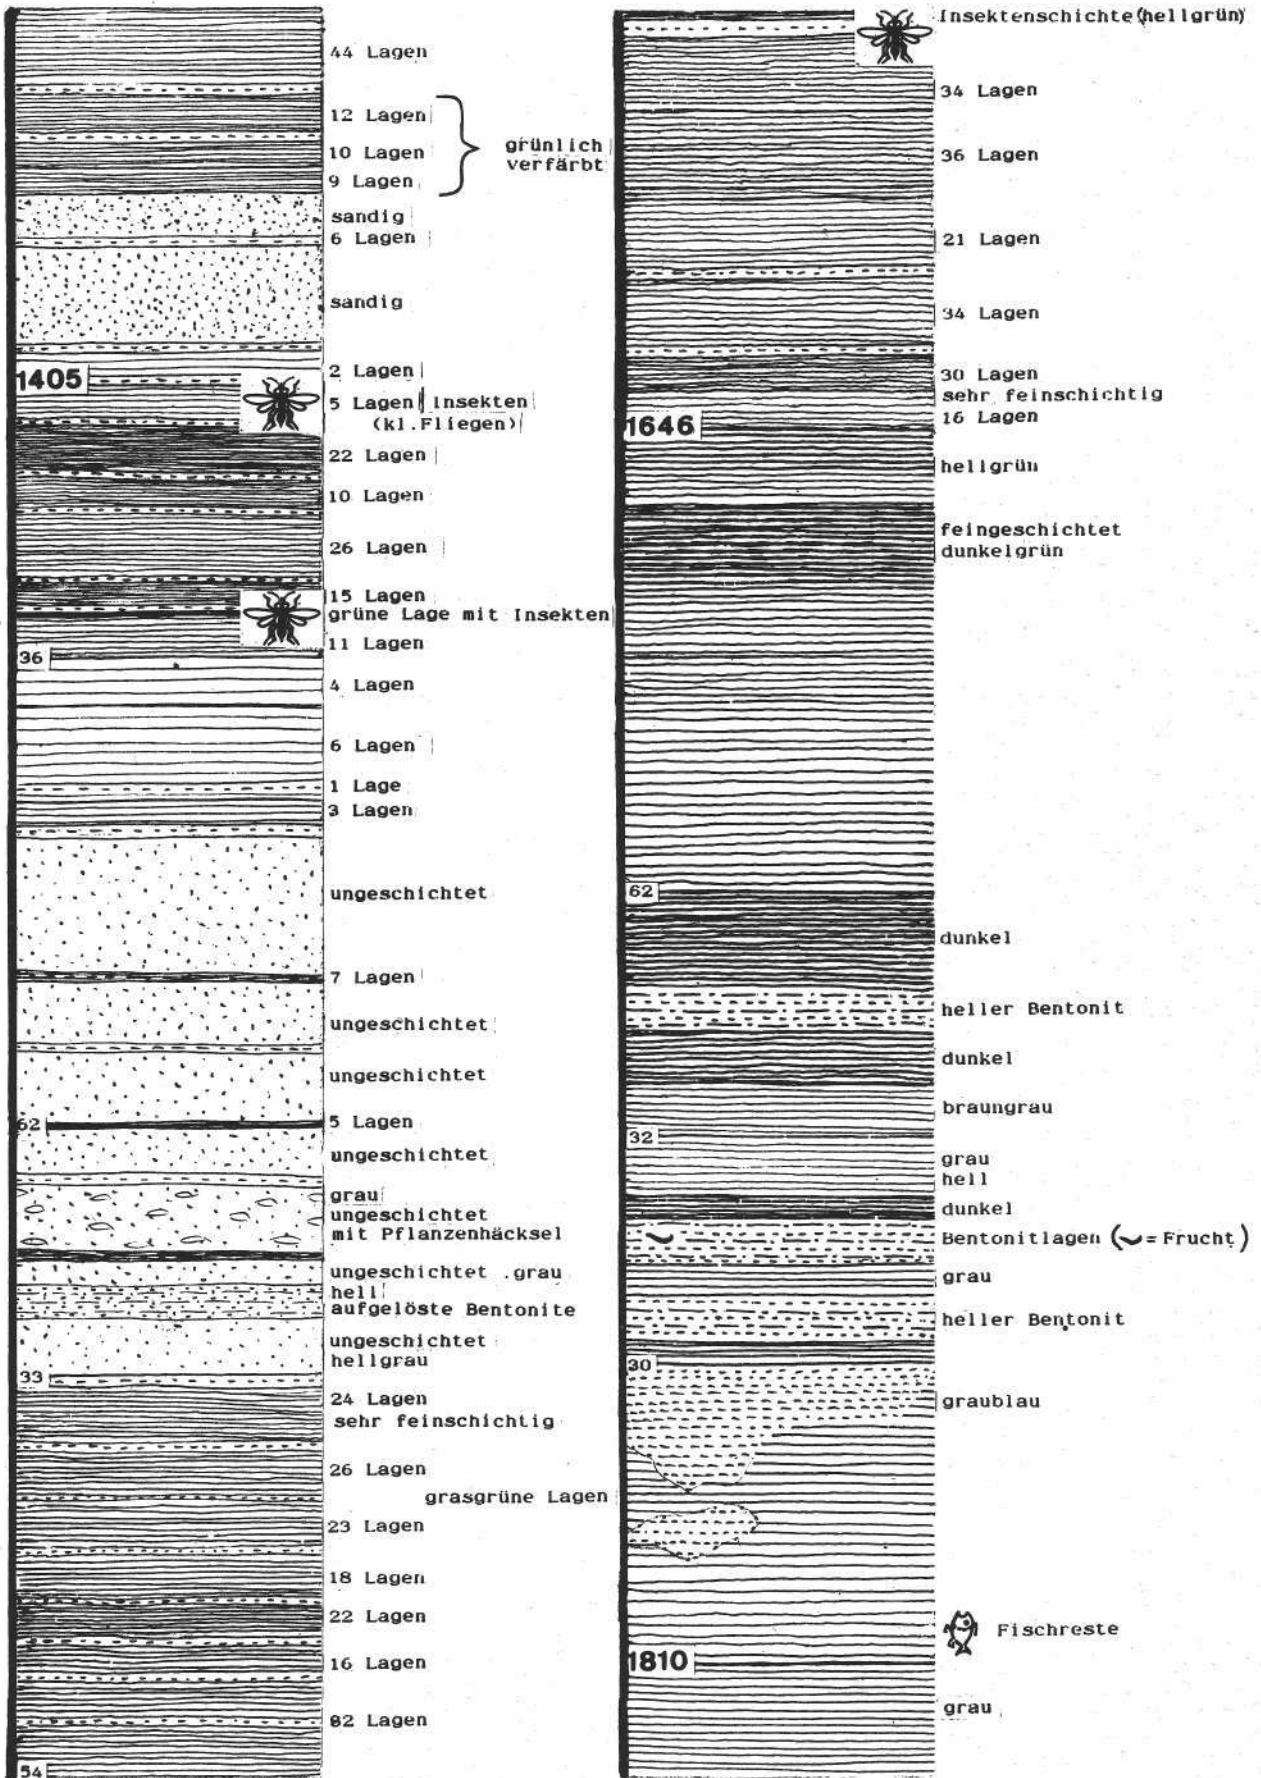 44 Lagen
12 Lagen
grünlich
verfärbt
10 Lagen
9 Lagen
sandig
6 Lagen
sandig
2 Lagen
1405
5 Lagen Insekten
(kl.Fliegen)
22 Lagen
10 Lagen
26 Lagen
15 Lagen
grüne Lage mit Insekten
11 Lagen
36
4 Lagen
6 Lagen
1 Lage
3 Lagen
ungeschichtet
7 Lagen
ungeschichtet
ungeschichtet
62
5 Lagen
ungeschichtet
grau
ungeschichtet
mit Pflanzenhäcksel
ungeschichtet .grau
hell
aufgelöste Bentonite
ungeschichtet
hellgrau
33
24 Lagen
sehr feinschichtig
26 Lagen
grasgrüne Lagen
23 Lagen
18 Lagen
22 Lagen
16 Lagen
82 Lagen
54
Insektenschichte(hellgrün)
34 Lagen
36 Lagen
21 Lagen
34 Lagen
30 Lagen
sehr feinschichtig
16 Lagen
1646
hellgrün
feingeschichtet
dunkelgrün
62
dunkel
heller Bentonit
dunkel
braungrau
32
grau
hell
dunkel
Bentonitlagen (= Frucht)
grau
heller Bentonit
30
graublau
Fischreste
1810
grau